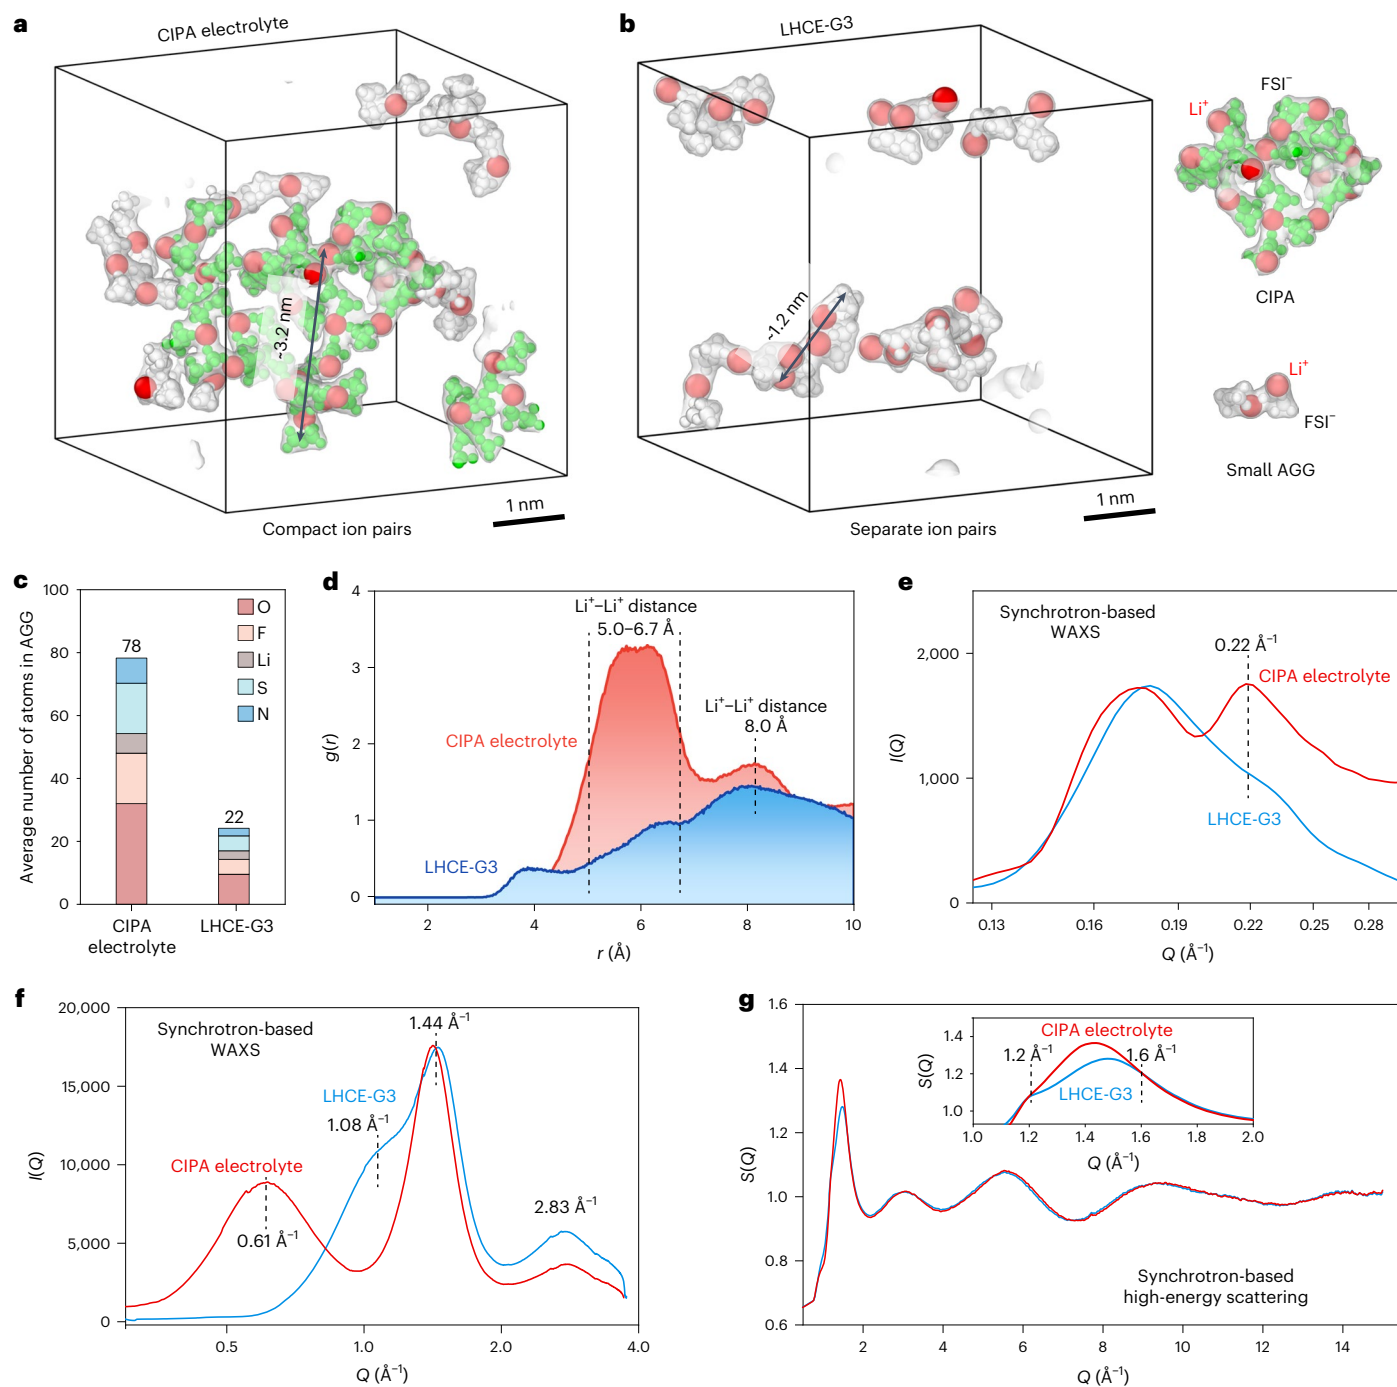 a
CIPA electrolyte
~3.2 nm
1 nm
Compact ion pairs
b
LHCE-G3
~1.2 nm
1 nm
Separate ion pairs
FSI⁻
Li⁺
CIPA
Li⁺
FSI⁻
Small AGG
c
Average number of atoms in AGG
100
80
60
40
20
0
78
22
O
F
Li
S
N
CIPA
electrolyte
LHCE-G3
d
g(r)
4
3
2
1
0
Li⁺–Li⁺ distance
5.0–6.7 Å
Li⁺–Li⁺ distance
8.0 Å
CIPA electrolyte
LHCE-G3
2
4
6
8
10
r (Å)
e
I(Q)
2,000
1,000
0
Synchrotron-based
WAXS
0.22 Å⁻¹
CIPA electrolyte
LHCE-G3
0.13
0.16
0.19
0.22
0.25
0.28
Q (Å⁻¹)
f
I(Q)
20,000
15,000
10,000
5,000
0
Synchrotron-based
WAXS
1.44 Å⁻¹
LHCE-G3
1.08 Å⁻¹
CIPA electrolyte
0.61 Å⁻¹
2.83 Å⁻¹
0.5
1.0
2.0
4.0
Q (Å⁻¹)
g
S(Q)
1.6
1.4
1.2
1.0
0.8
0.6
S(Q)
1.4
1.2
1.0
CIPA electrolyte
1.2 Å⁻¹
1.6 Å⁻¹
LHCE-G3
1.0
1.2
1.4
1.6
1.8
2.0
Q (Å⁻¹)
Synchrotron-based
high-energy scattering
2
4
6
8
10
12
14
Q (Å⁻¹)